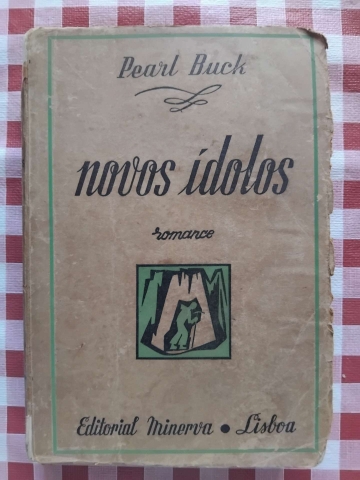 Pearl Buck
novos ídolos
romance
Editorial Minerva • Lisboa